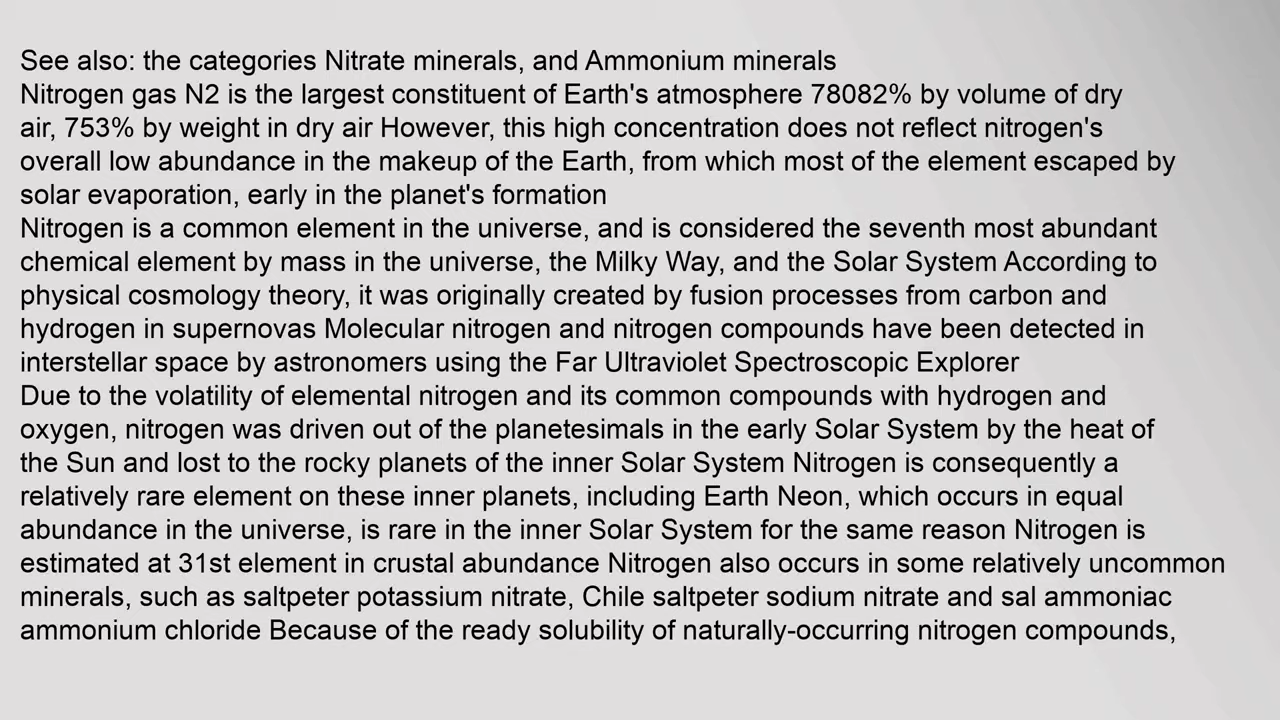 See also: the categories Nitrate minerals, and Ammonium minerals
Nitrogen gas N2 is the largest constituent of Earth's atmosphere 78082% by volume of dry
air, 753% by weight in dry air However, this high concentration does not reflect nitrogen's
overall low abundance in the makeup of the Earth, from which most of the element escaped by
solar evaporation, early in the planet's formation
Nitrogen is a common element in the universe, and is considered the seventh most abundant
chemical element by mass in the universe, the Milky Way, and the Solar System According to
physical cosmology theory, it was originally created by fusion processes from carbon and
hydrogen in supernovas Molecular nitrogen and nitrogen compounds have been detected in
interstellar space by astronomers using the Far Ultraviolet Spectroscopic Explorer
Due to the volatility of elemental nitrogen and its common compounds with hydrogen and
oxygen, nitrogen was driven out of the planetesimals in the early Solar System by the heat of
the Sun and lost to the rocky planets of the inner Solar System Nitrogen is consequently a
relatively rare element on these inner planets, including Earth Neon, which occurs in equal
abundance in the universe, is rare in the inner Solar System for the same reason Nitrogen is
estimated at 31st element in crustal abundance Nitrogen also occurs in some relatively uncommon
minerals, such as saltpeter potassium nitrate, Chile saltpeter sodium nitrate and sal ammoniac
ammonium chloride Because of the ready solubility of naturally-occurring nitrogen compounds,